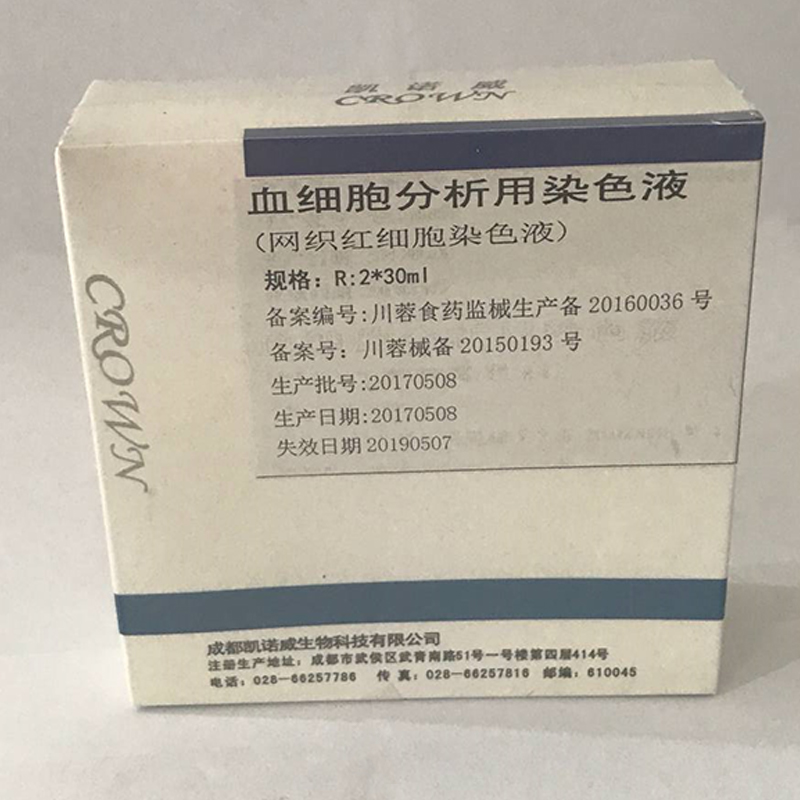 凯诺威
CROWN
血细胞分析用染色液
(网织红细胞染色液)
规格：R:2*30ml
备案编号:川蓉食药监械生产备 20160036 号
备案号：川蓉械备 20150193 号
生产批号:20170508
生产日期:20170508
失效日期 20190507
CROWN
成都凯诺威生物科技有限公司
注册生产地址：成都市武侯区武青南路51号一号楼第四层414号
电话：028—66257786 传 真：028—66257816 邮编：610045